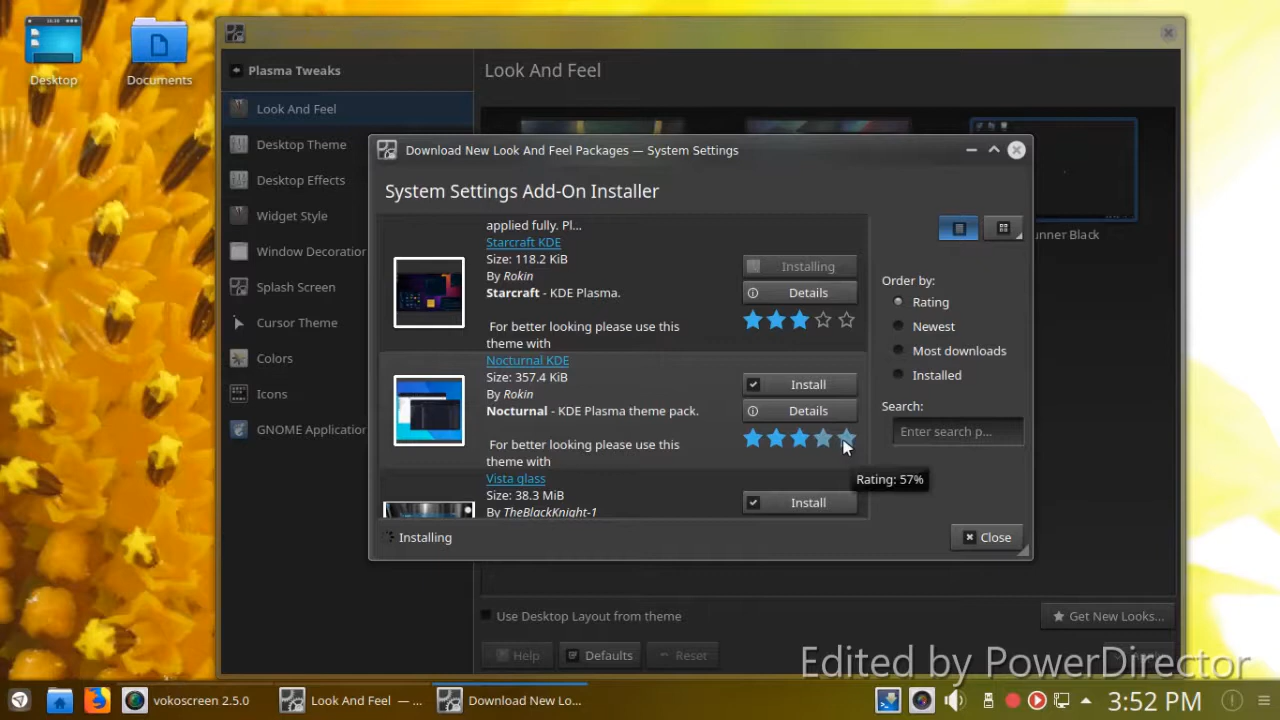 Desktop
Documents
Plasma Tweaks
Look And Feel
Desktop Theme
Desktop Effects
Widget Style
Window Decoration
Splash Screen
Cursor Theme
Colors
Icons
GNOME Application
Look And Feel
unner Black
Download New Look And Feel Packages — System Settings
System Settings Add-On Installer
applied fully. Pl...
Starcraft KDE
Size: 118.2 KiB
By Rokin
Starcraft - KDE Plasma.
For better looking please use this
theme with
Installing
Details
Nocturnal KDE
Size: 357.4 KiB
By Rokin
Nocturnal - KDE Plasma theme pack.
For better looking please use this
theme with
Install
Details
Rating: 57%
Vista glass
Size: 38.3 MiB
By TheBlackKnight-1
Install
Order by:
Rating
Newest
Most downloads
Installed
Search:
Enter search p...
Installing
Close
Use Desktop Layout from theme
Get New Looks...
Help
Defaults
Reset
Edited by PowerDirector
vokoscreen 2.5.0
Look And Feel — ...
Download New Lo...
3:52 PM